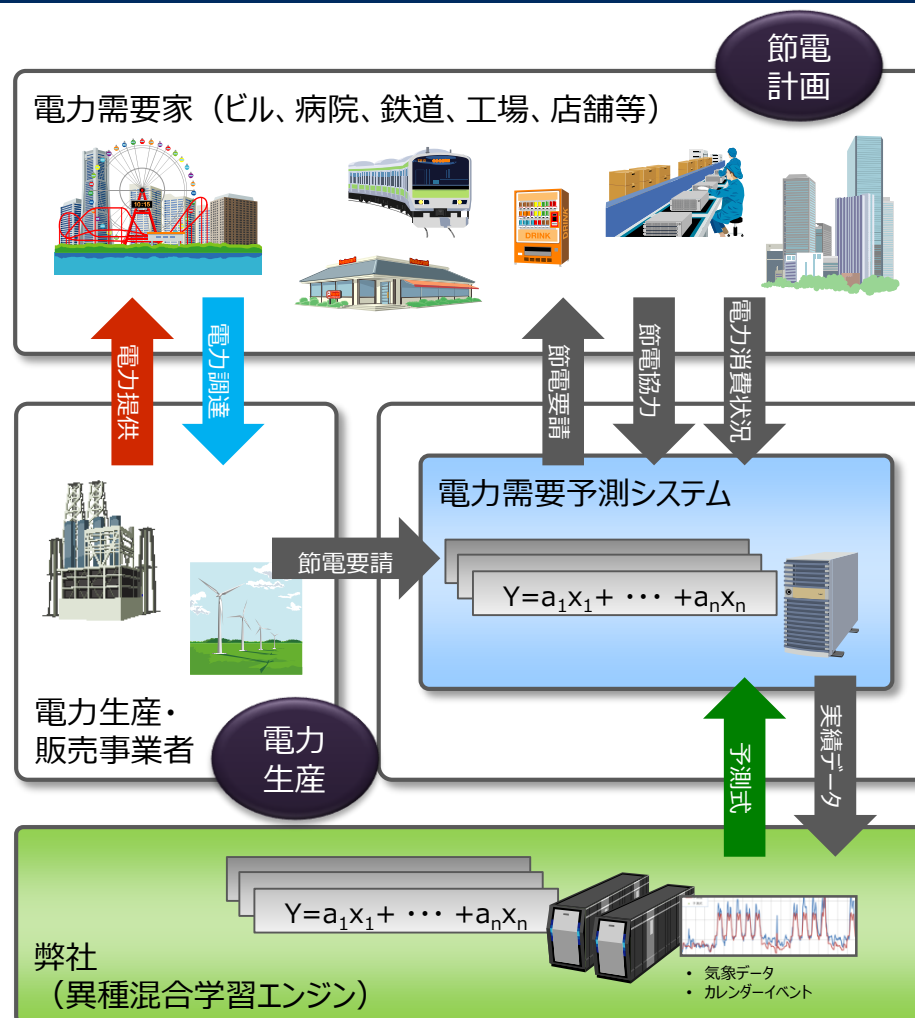 節電
計画
電力需要家（ビル、病院、鉄道、工場、店舗等）
10:15
DRINK
DRINK
電力提供
電力調達
節電要請
節電協力
電力消費状況
電力需要予測システム
節電要請
Y=a₁x₁+ ・・・ +aₙxₙ
電力生産・
販売事業者
電力
生産
予測式
実績データ
Y=a₁x₁+ ・・・ +aₙxₙ
弊社
（異種混合学習エンジン）
• 気象データ
• カレンダーイベント